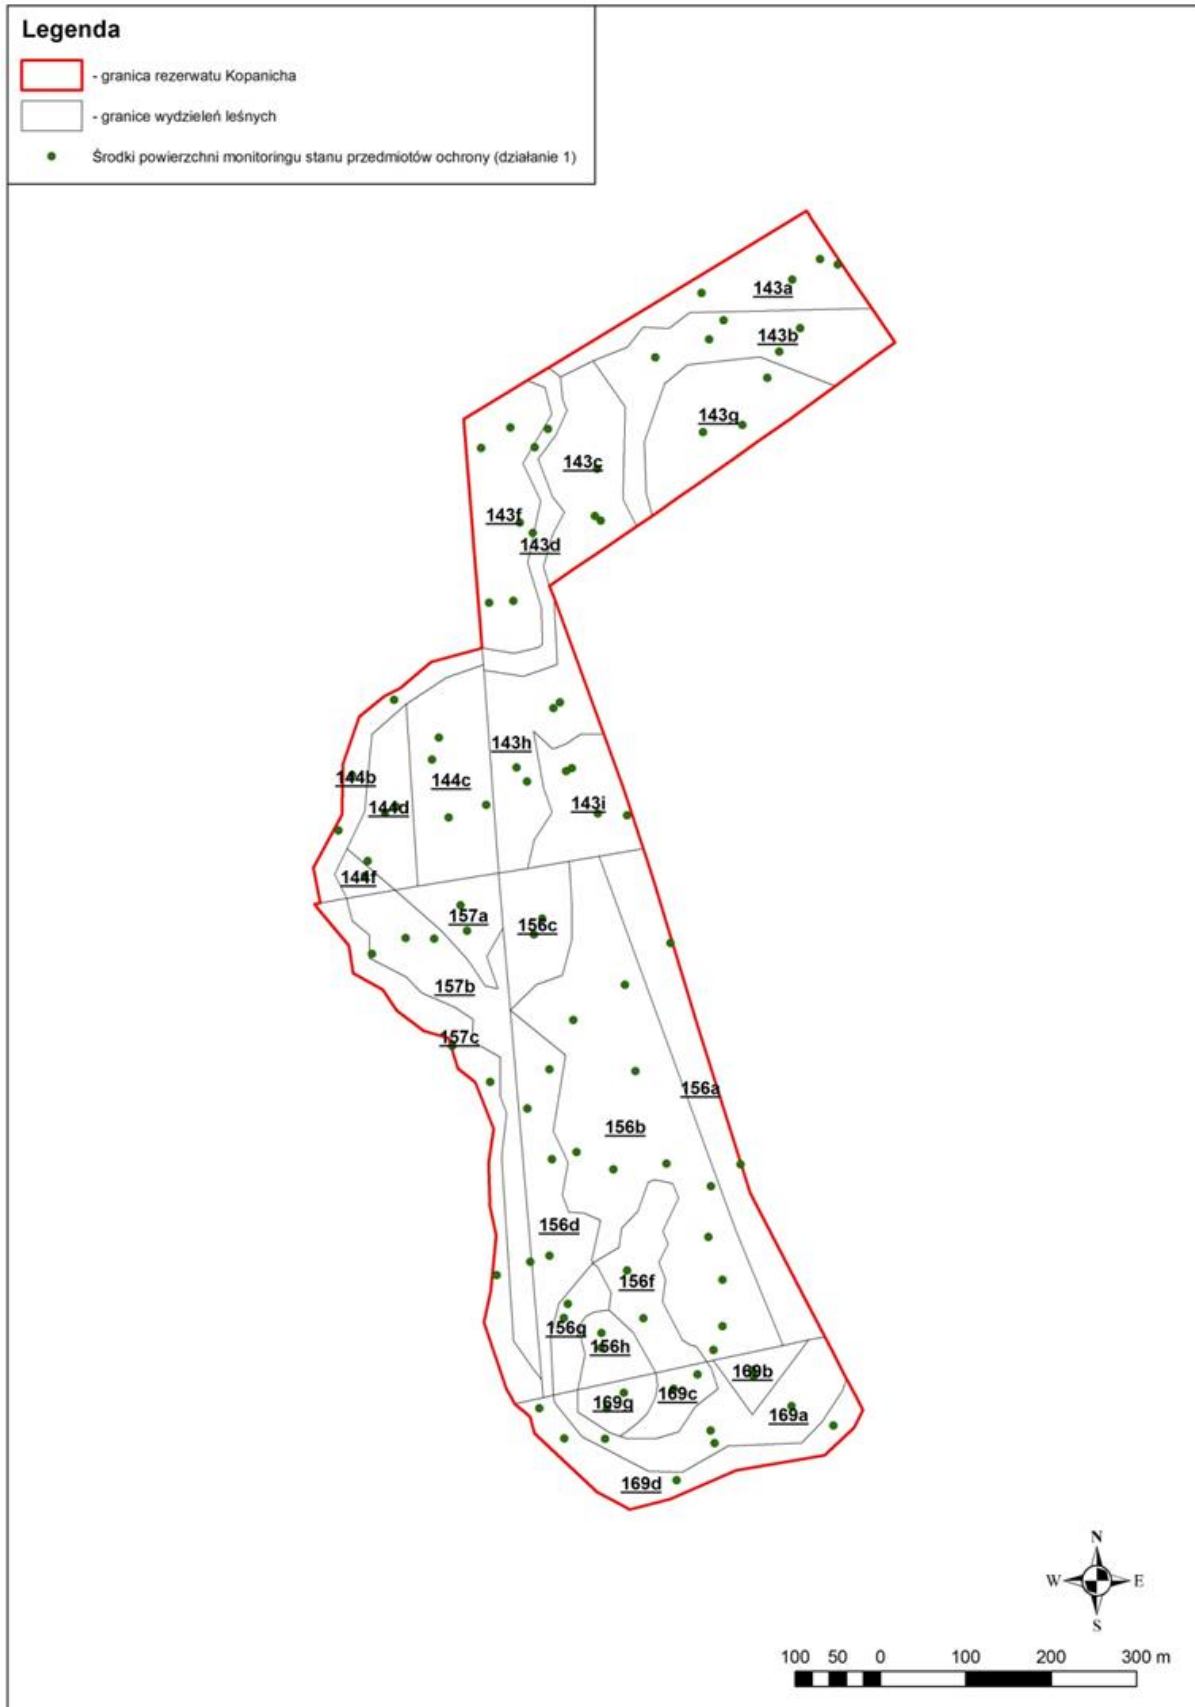 Legenda
- granica rezerwatu Kopanicha
- granice wydzieleń leśnych
Środki powierzchni monitoringu stanu przedmiotów ochrony (działanie 1)
143a
143b
143g
143c
143f
143d
143h
144b
144c
144d
143i
144f
157a
156c
157b
157c
156a
156b
156d
156f
156g
156h
169b
169c
169g
169a
169d
N
W E
S
100 50 0 100 200 300 m